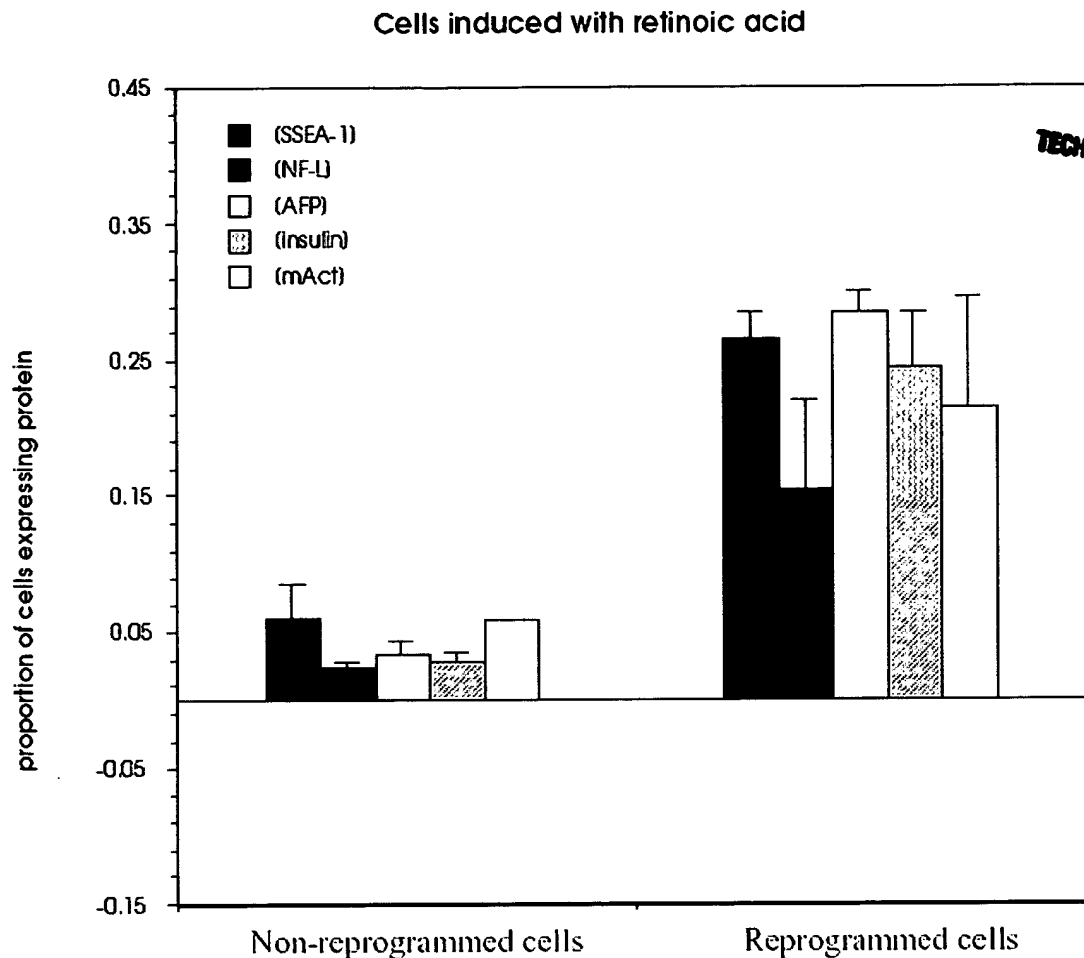 Cells induced with retinoic acid
TECH
0.45
0.35
0.25
0.15
0.05
-0.05
-0.15
(SSEA-1)
(NF-L)
(AFP)
(Insulin)
(mAct)
proportion of cells expressing protein
Non-reprogrammed cells
Reprogrammed cells